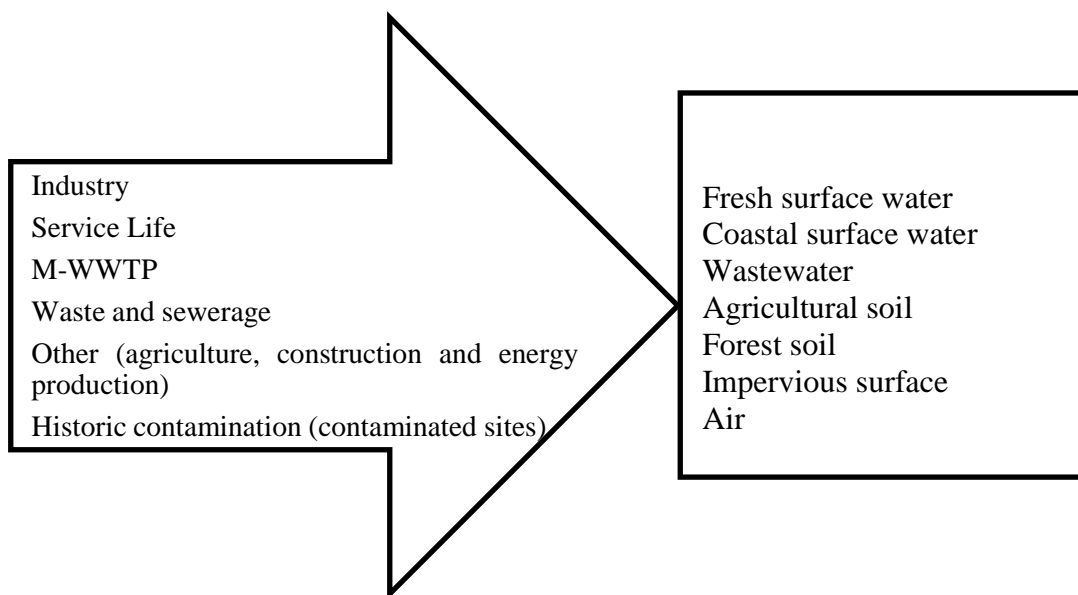 Industry
Service Life
M-WWTP
Waste and sewerage
Other (agriculture, construction and energy
production)
Historic contamination (contaminated sites)
Fresh surface water
Coastal surface water
Wastewater
Agricultural soil
Forest soil
Impervious surface
Air